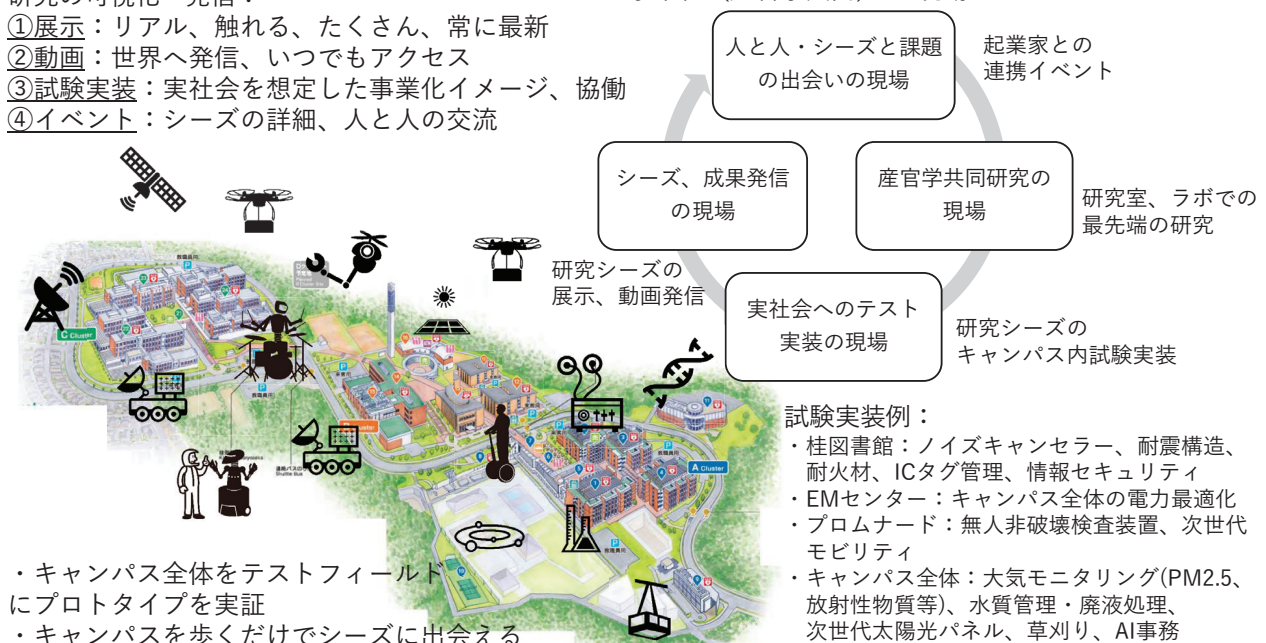 ①展示：リアル、触れる、たくさん、常に最新
②動画：世界へ発信、いつでもアクセス
③試験実装：実社会を想定した事業化イメージ、協働
④イベント：シーズの詳細、人と人の交流
人と人・シーズと課題
の出会いの現場
起業家との
連携イベント
シーズ、成果発信
の現場
産官学共同研究の
現場
研究室、ラボでの
最先端の研究
研究シーズの
展示、動画発信
実社会へのテスト
実装の現場
研究シーズの
キャンパス内試験実装
C Cluster
A Cluster
試験実装例：
・桂図書館：ノイズキャンセラー、耐震構造、
耐火材、ICタグ管理、情報セキュリティ
・EMセンター：キャンパス全体の電力最適化
・プロムナード：無人非破壊検査装置、次世代
モビリティ
・キャンパス全体：大気モニタリング(PM2.5、
放射性物質等)、水質管理・廃液処理、
次世代太陽光パネル、草刈り、AI事務
・キャンパス全体をテストフィールド
にプロトタイプを実証
・キャンパスを歩くだけでシーズに出会える